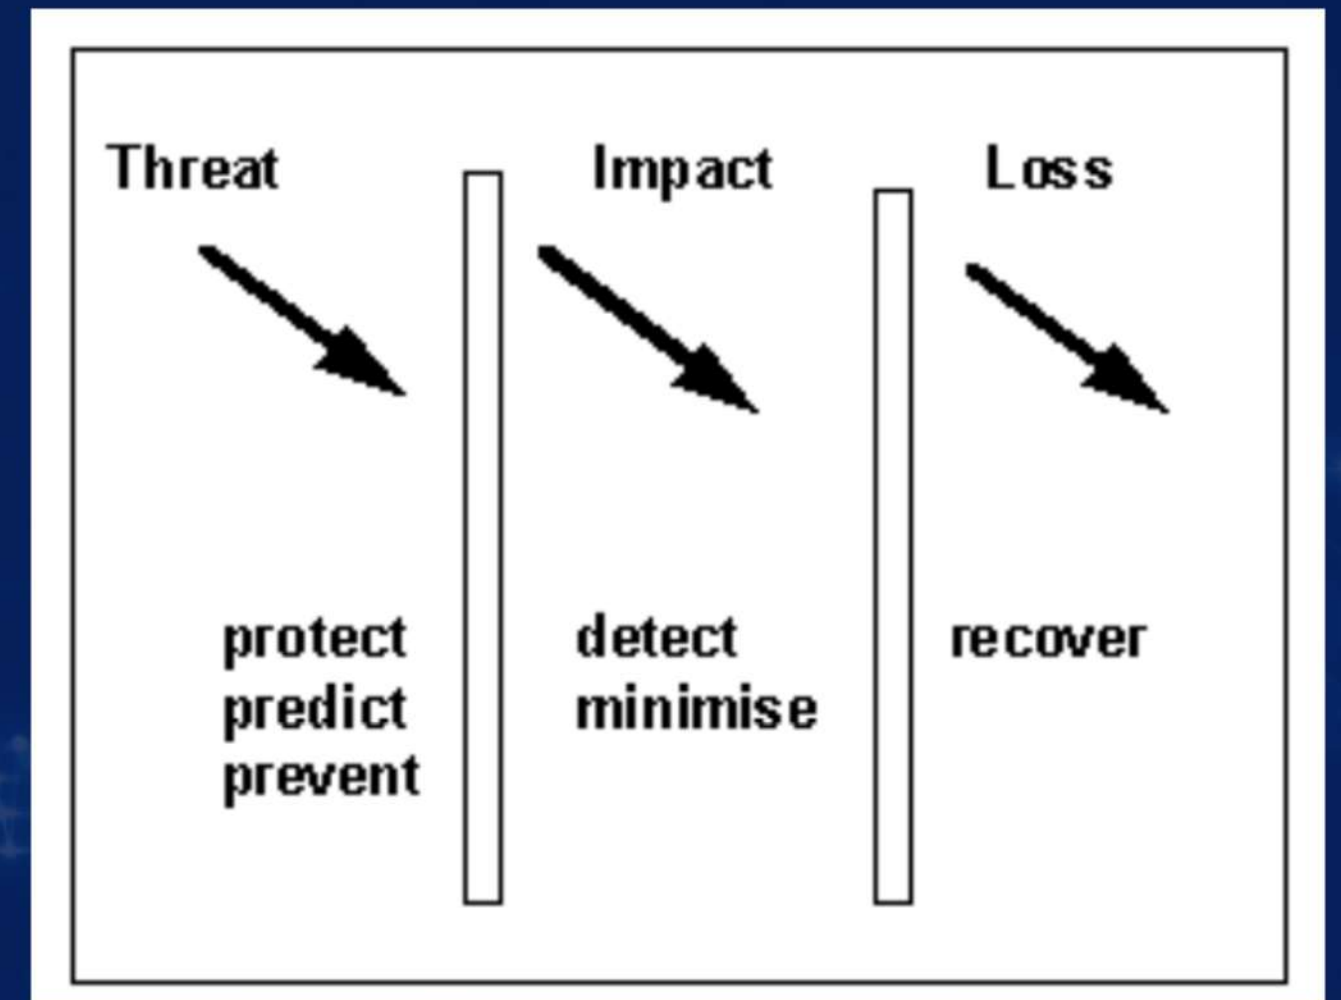 Threat
Impact
Loss
protect
predict
prevent
detect
minimise
recover